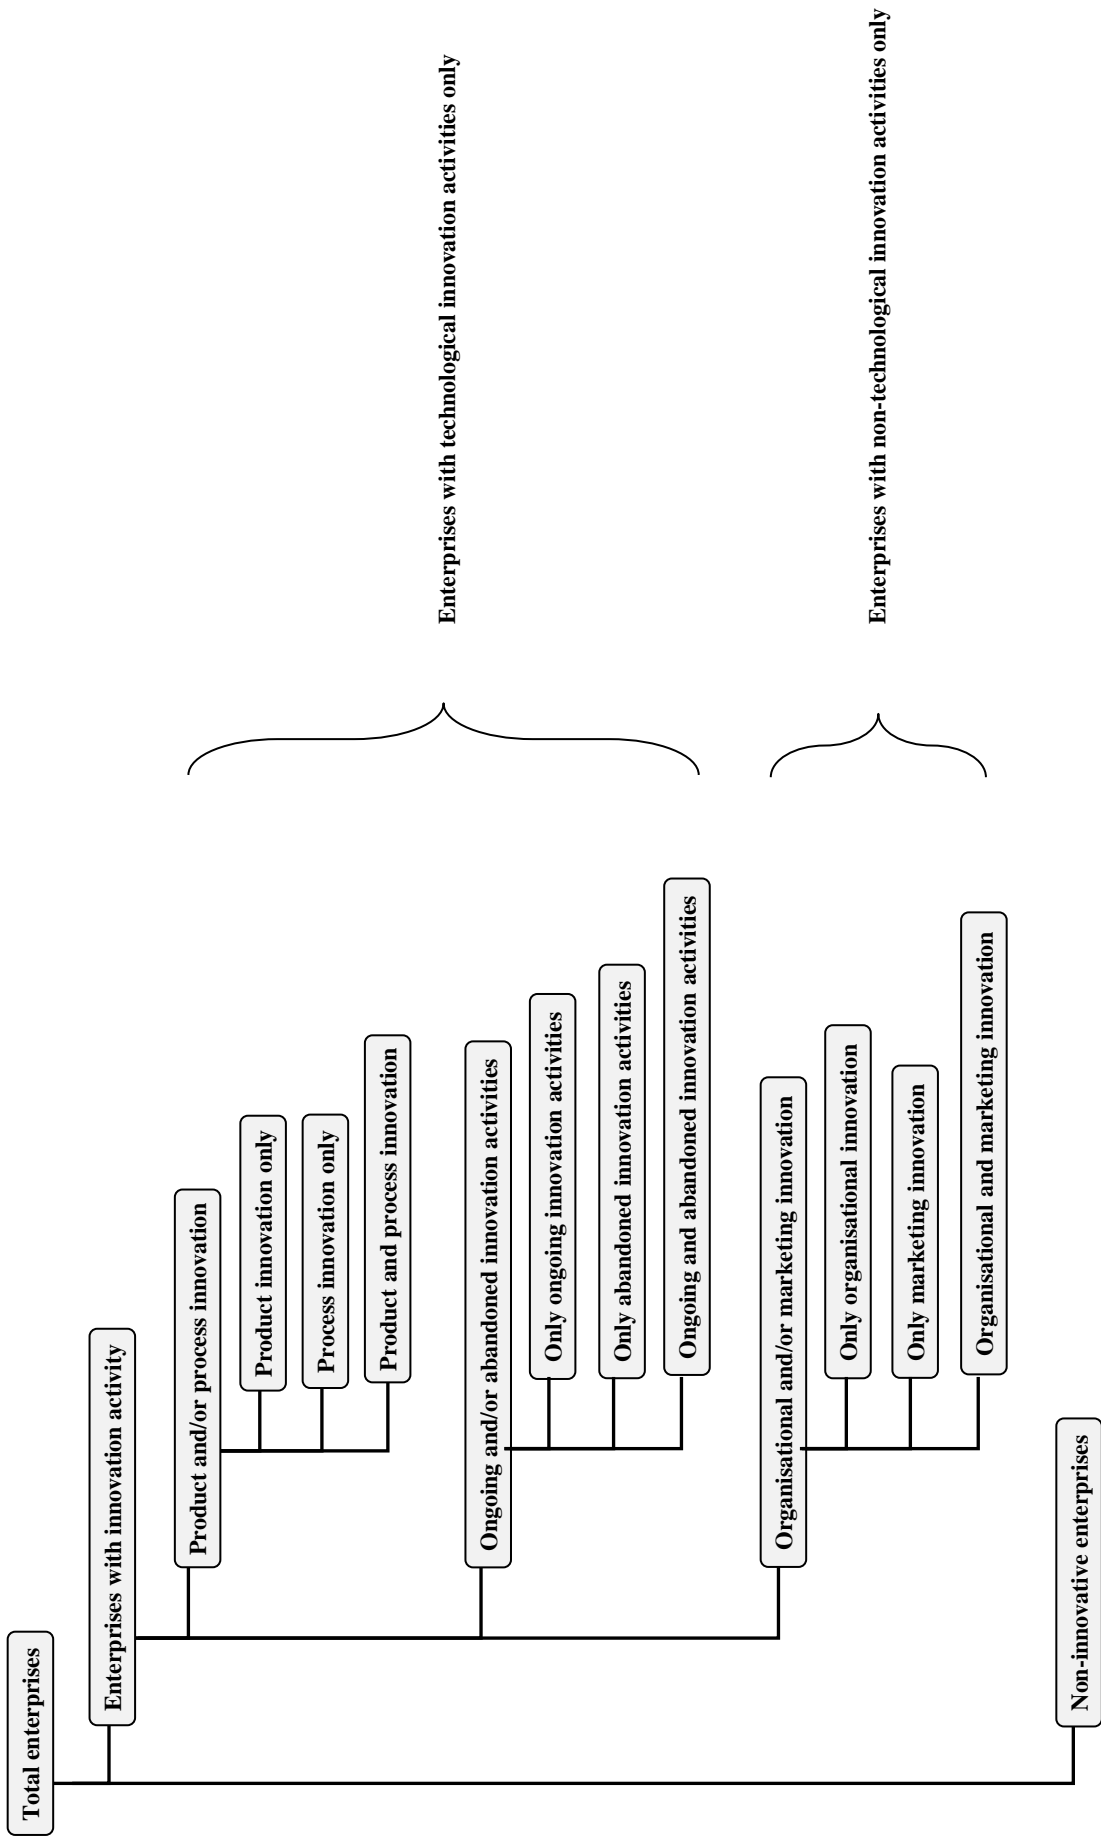 Total enterprises
Enterprises with innovation activity
Product and/or process innovation
Product innovation only
Process innovation only
Product and process innovation
Ongoing and/or abandoned innovation activities
Only ongoing innovation activities
Only abandoned innovation activities
Ongoing and abandoned innovation activities
Enterprises with technological innovation activities only
Organisational and/or marketing innovation
Only organisational innovation
Only marketing innovation
Organisational and marketing innovation
Enterprises with non-technological innovation activities only
Non-innovative enterprises